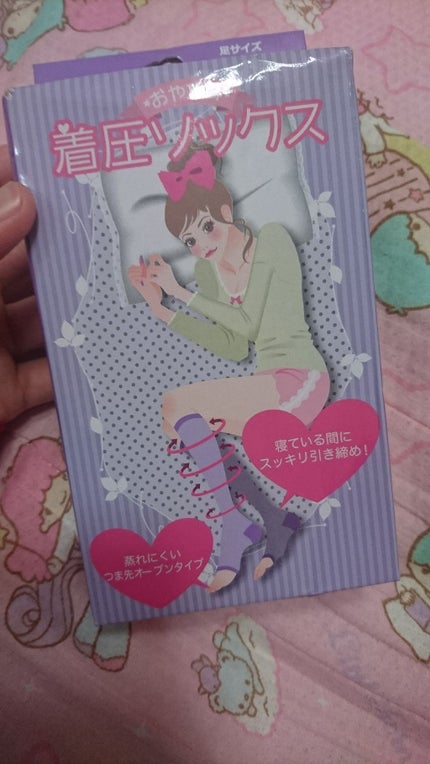 足サイズ
おや
着圧ソックス
寝ている間に
スッキリ引き締め!
蒸れにくい
つま先オープンタイプ